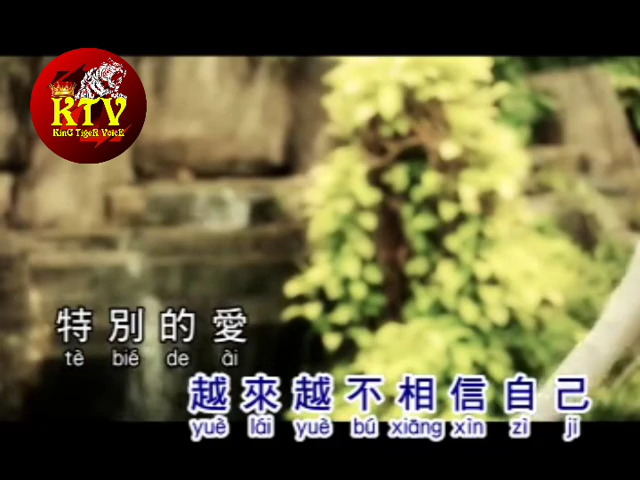 KTV
KinG TigeR VoicE
特別的愛
tè bié de ài
越來越不相信自己
yuè lái yuè bú xiāng xìn zì jǐ